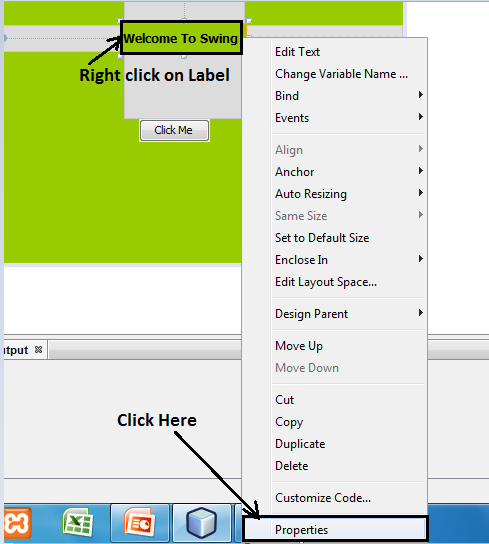 Welcome To Swing
Right click on Label
Click Me
Edit Text
Change Variable Name ...
Bind
Events
Align
Anchor
Auto Resizing
Same Size
Set to Default Size
Enclose In
Edit Layout Space...
Design Parent
Move Up
Move Down
Cut
Copy
Duplicate
Delete
Customize Code...
Properties
utput
Click Here